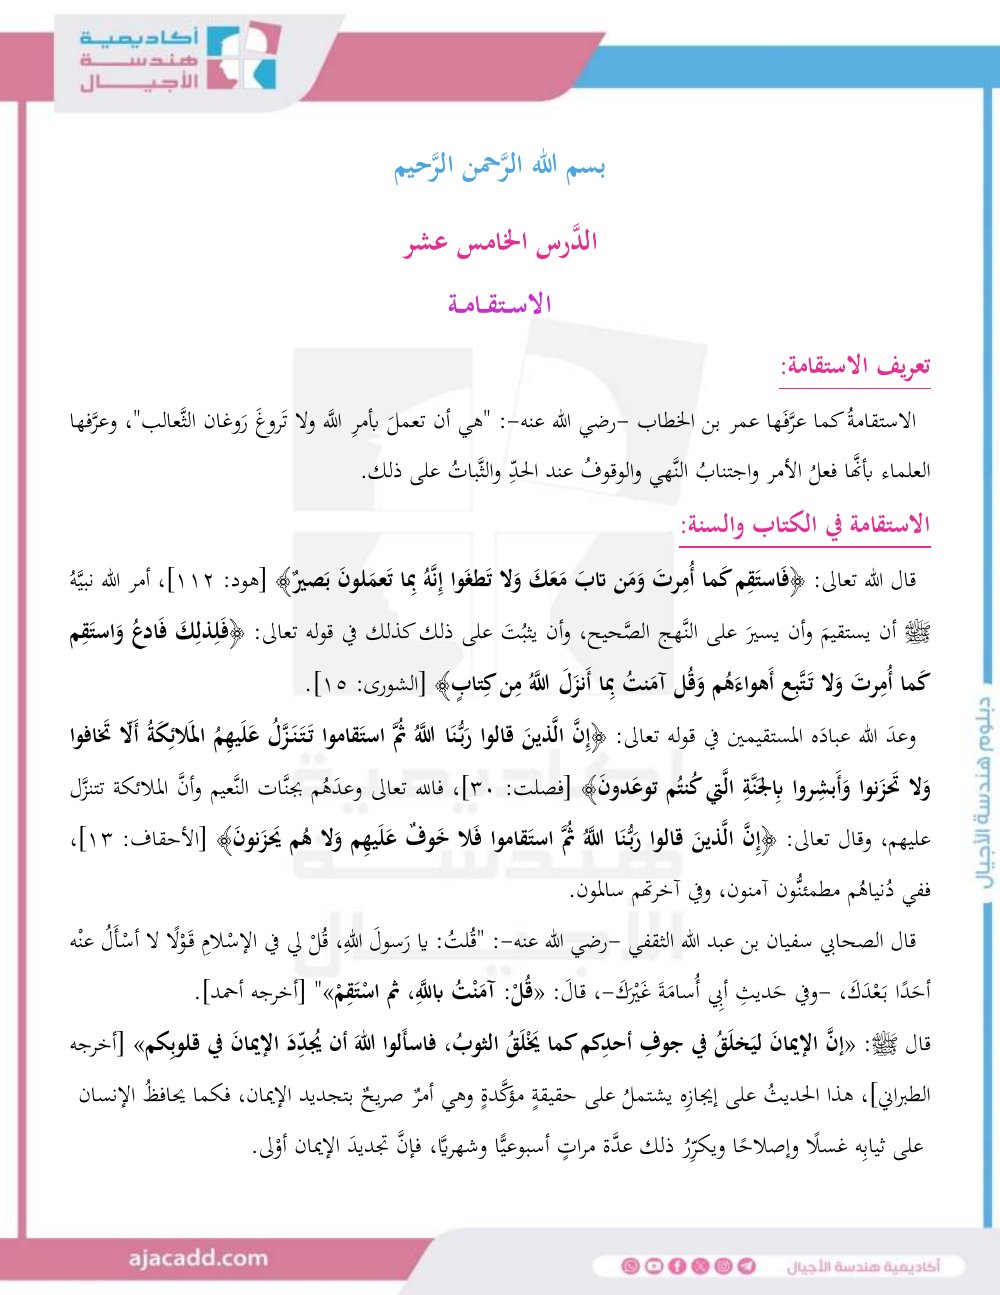 أكاديمية
هندسة
الأجيال
بسم الله الرَّحمن الرَّحيم
الدَّرس الخامس عشر
الاستقامة
تعريف الاستقامة:
الاستقامةُ كما عرَّفَها عمر بن الخطاب –رضي الله عنه–: "هي أن تعملَ بأمرِ اللَّه ولا تَروغَ رَوغان الثَّعالب"، وعرَّفها
العلماء بأنَّها فعلُ الأمر واجتنابُ النَّهي والوقوفُ عند الحدِّ والثَّباتُ على ذلك.
الاستقامة في الكتاب والسنة:
قال الله تعالى: ﴿فَاستَقِم كَما أُمِرتَ وَمَن تابَ مَعَكَ وَلا تَطغَوا إِنَّهُ بِما تَعمَلونَ بَصيرٌ﴾ [هود: ١١٢]، أمر الله نبيَّهُ
ﷺ أن يستقيمَ وأن يسيرَ على النَّهج الصَّحيح، وأن يثبُتَ على ذلك كذلك في قوله تعالى: ﴿فَلِذلِكَ فَادعُ وَاستَقِم
كَما أُمِرتَ وَلا تَتَّبِع أَهواءَهُم وَقُل آمَنتُ بِما أَنزَلَ اللَّهُ مِن كِتابٍ﴾ [الشورى: ١٥].
وعدَ الله عبادَه المستقيمين في قوله تعالى: ﴿إِنَّ الَّذينَ قالوا رَبُّنَا اللَّهُ ثُمَّ استَقاموا تَتَنَزَّلُ عَلَيهِمُ المَلائِكَةُ أَلّا تَخافوا
وَلا تَحزَنوا وَأَبشِروا بِالجَنَّةِ الَّتي كُنتُم توعَدونَ﴾ [فصلت: ٣٠]، فالله تعالى وعدَهُم بجنَّات النَّعيم وأنَّ الملائكة تتنزَّل
عليهم، وقال تعالى: ﴿إِنَّ الَّذينَ قالوا رَبُّنَا اللَّهُ ثُمَّ استَقاموا فَلا خَوفٌ عَلَيهِم وَلا هُم يَحزَنونَ﴾ [الأحقاف: ١٣]،
ففي دُنياهُم مطمئنُّون آمنون، وفي آخرتهم سالمون.
قال الصحابي سفيان بن عبد الله الثقفي –رضي الله عنه–: "قُلتُ: يا رَسولَ اللهِ، قُلْ لي في الإسْلامِ قَوْلًا لا أسْأَلُ عنْه
أحَدًا بَعْدَكَ، –وفي حَديثِ أبي أُسامَةَ غَيْرَكَ–، قالَ: «قُلْ: آمَنْتُ باللَّهِ، ثم اسْتَقِمْ»" [أخرجه أحمد].
قال ﷺ: «إنَّ الإيمانَ ليَخلَقُ في جوفِ أحدِكم كما يَخْلَقُ الثوبُ، فاسألوا اللهَ أن يُجدِّدَ الإيمانَ في قلوبِكم» [أخرجه
الطبراني]، هذا الحديثُ على إيجازِه يشتملُ على حقيقةٍ مؤكَّدةٍ وهي أمرٌ صريحٌ بتجديد الإيمان، فكما يحافظُ الإنسان
على ثيابِه غسلًا وإصلاحًا ويكرِّرُ ذلك عدَّة مراتٍ أسبوعيًّا وشهريًّا، فإنَّ تجديدَ الإيمان أوْلى.
دبلوم هندسة الأجيال
ajacadd.com
أكاديمية هندسة الأجيال